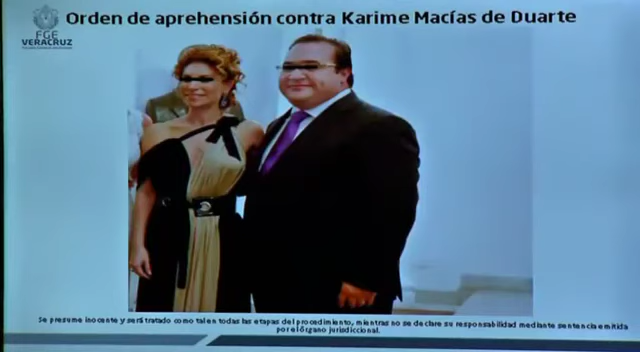 Orden de aprehensión contra Karime Macías de Duarte
FGE
VERACRUZ
Se presume inocente y será tratado como tal en todas las etapas del procedimiento, mientras no se declare su responsabilidad mediante sentencia emitida
por el órgano jurisdiccional.